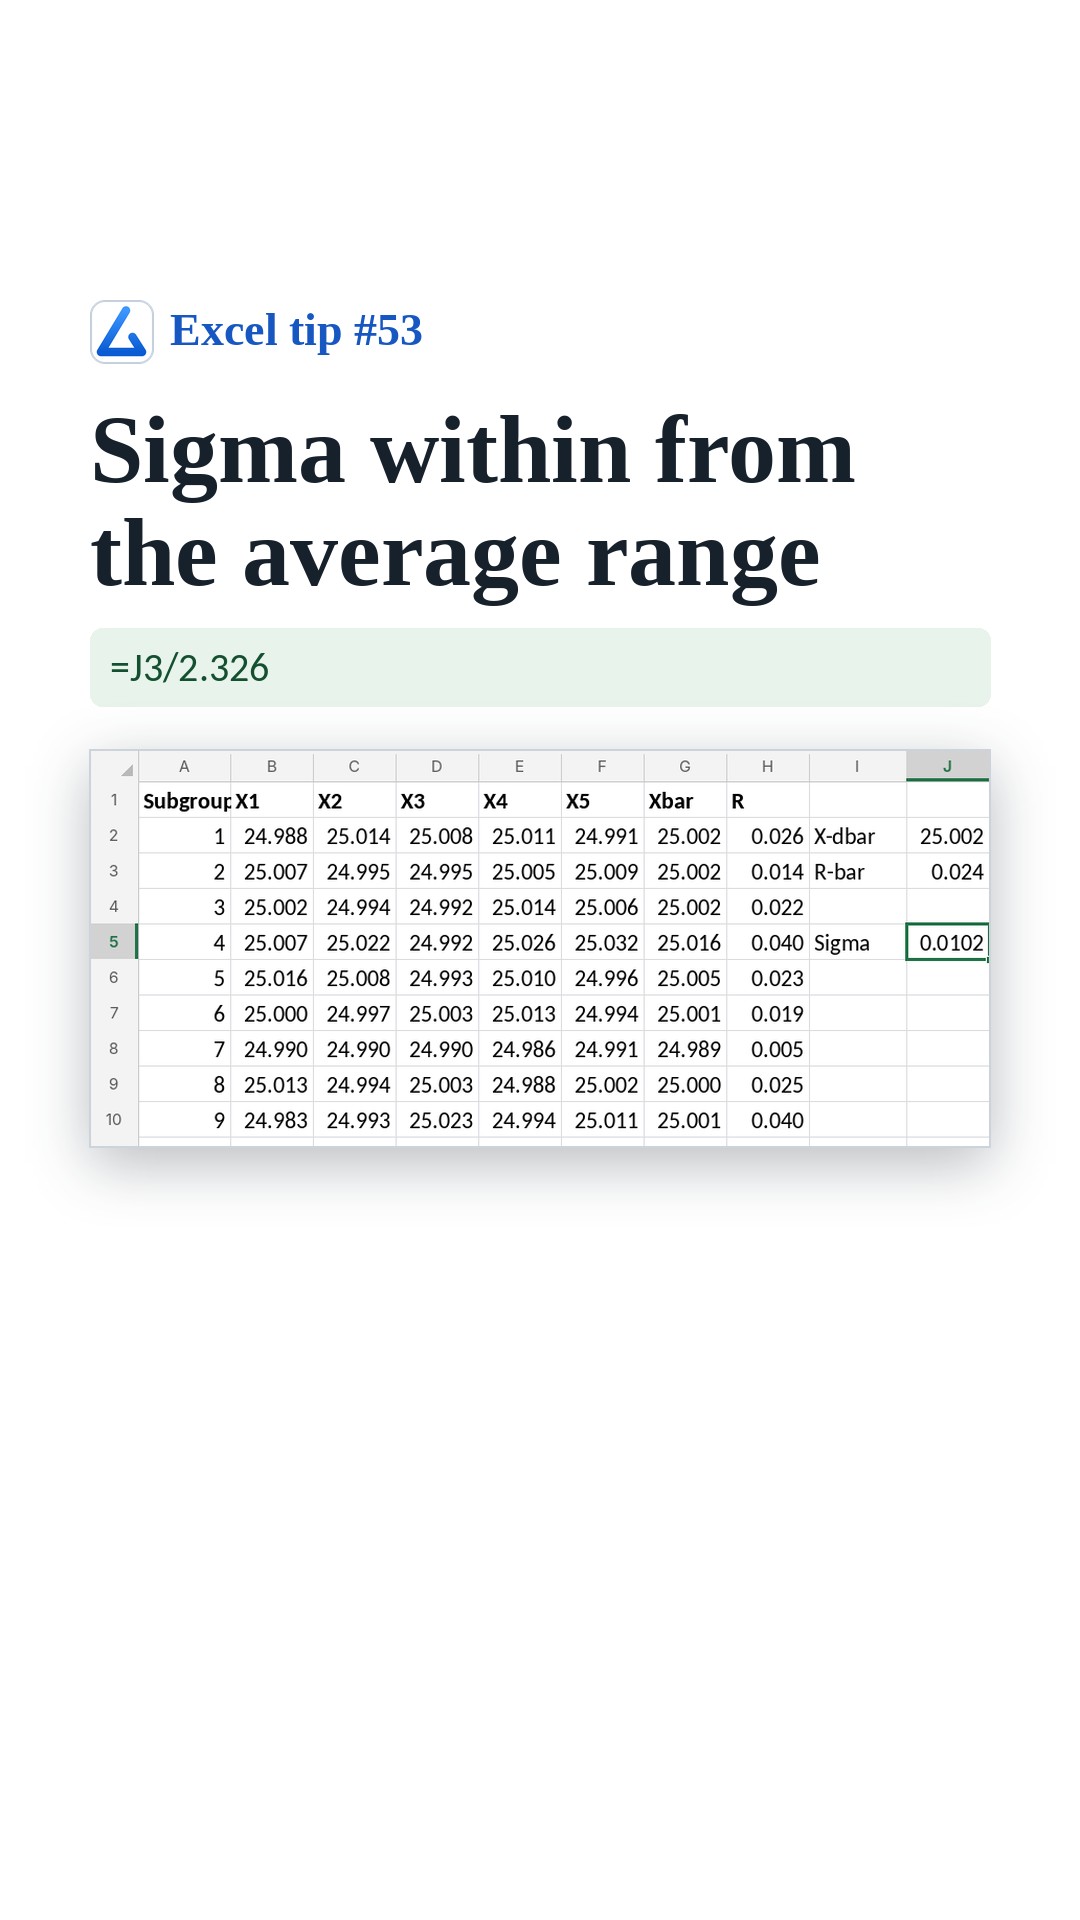 Excel tip #53
Sigma within from
the average range
=J3/2.326
A B C D E F G H I J
1 Subgroup X1 X2 X3 X4 X5 Xbar R
2 1 24.988 25.014 25.008 25.011 24.991 25.002 0.026 X-dbar 25.002
3 2 25.007 24.995 24.995 25.005 25.009 25.002 0.014 R-bar 0.024
4 3 25.002 24.994 24.992 25.014 25.006 25.002 0.022
5 4 25.007 25.022 24.992 25.026 25.032 25.016 0.040 Sigma 0.0102
6 5 25.016 25.008 24.993 25.010 24.996 25.005 0.023
7 6 25.000 24.997 25.003 25.013 24.994 25.001 0.019
8 7 24.990 24.990 24.990 24.986 24.991 24.989 0.005
9 8 25.013 24.994 25.003 24.988 25.002 25.000 0.025
10 9 24.983 24.993 25.023 24.994 25.011 25.001 0.040